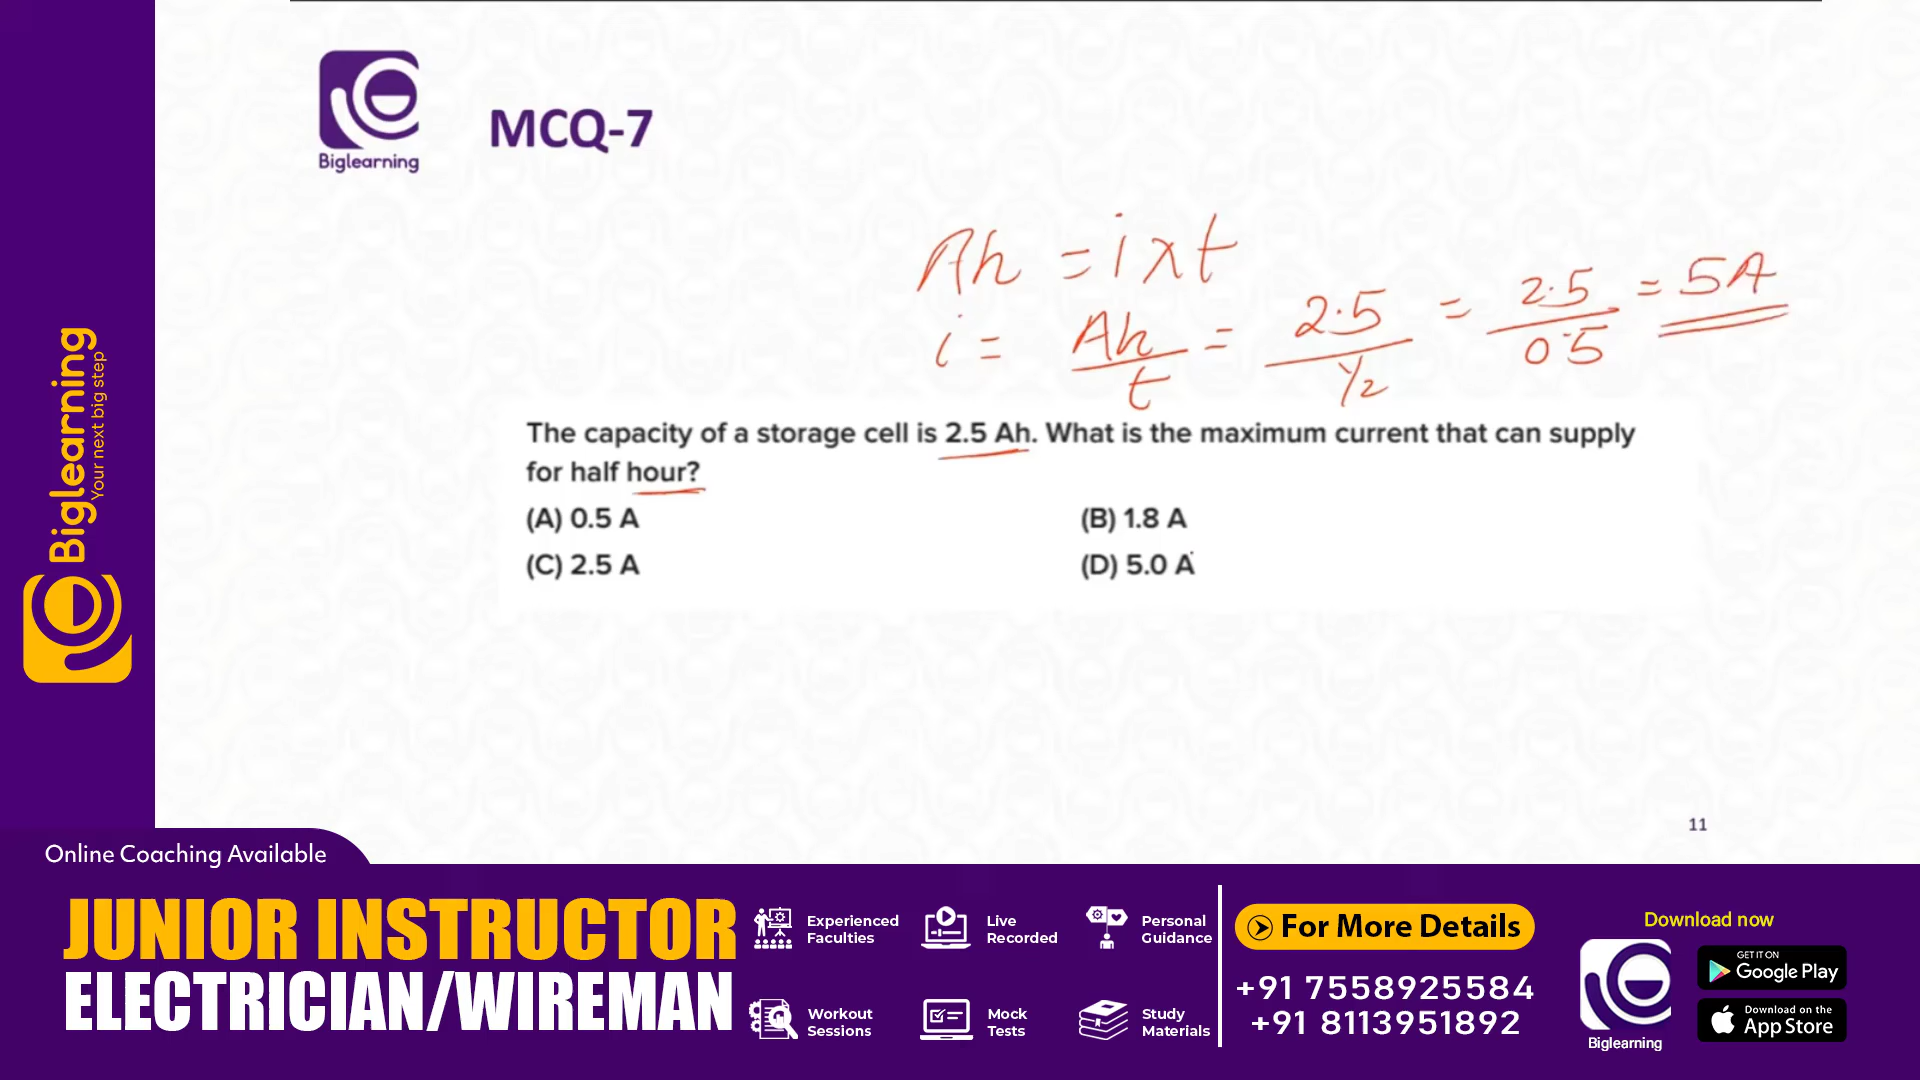 Biglearning
MCQ-7
Ah = i x t
i = Ah/t = 2.5/½ = 2.5/0.5 = 5A
The capacity of a storage cell is 2.5 Ah. What is the maximum current that can supply
for half hour?
(A) 0.5 A
(B) 1.8 A
(C) 2.5 A
(D) 5.0 A
11
Biglearning
Your next big step
Online Coaching Available
JUNIOR INSTRUCTOR
ELECTRICIAN/WIREMAN
Experienced
Faculties
Live
Recorded
Personal
Guidance
Workout
Sessions
Mock
Tests
Study
Materials
For More Details
+91 7558925584
+91 8113951892
Download now
Biglearning
GET IT ON
Google Play
Download on the
App Store